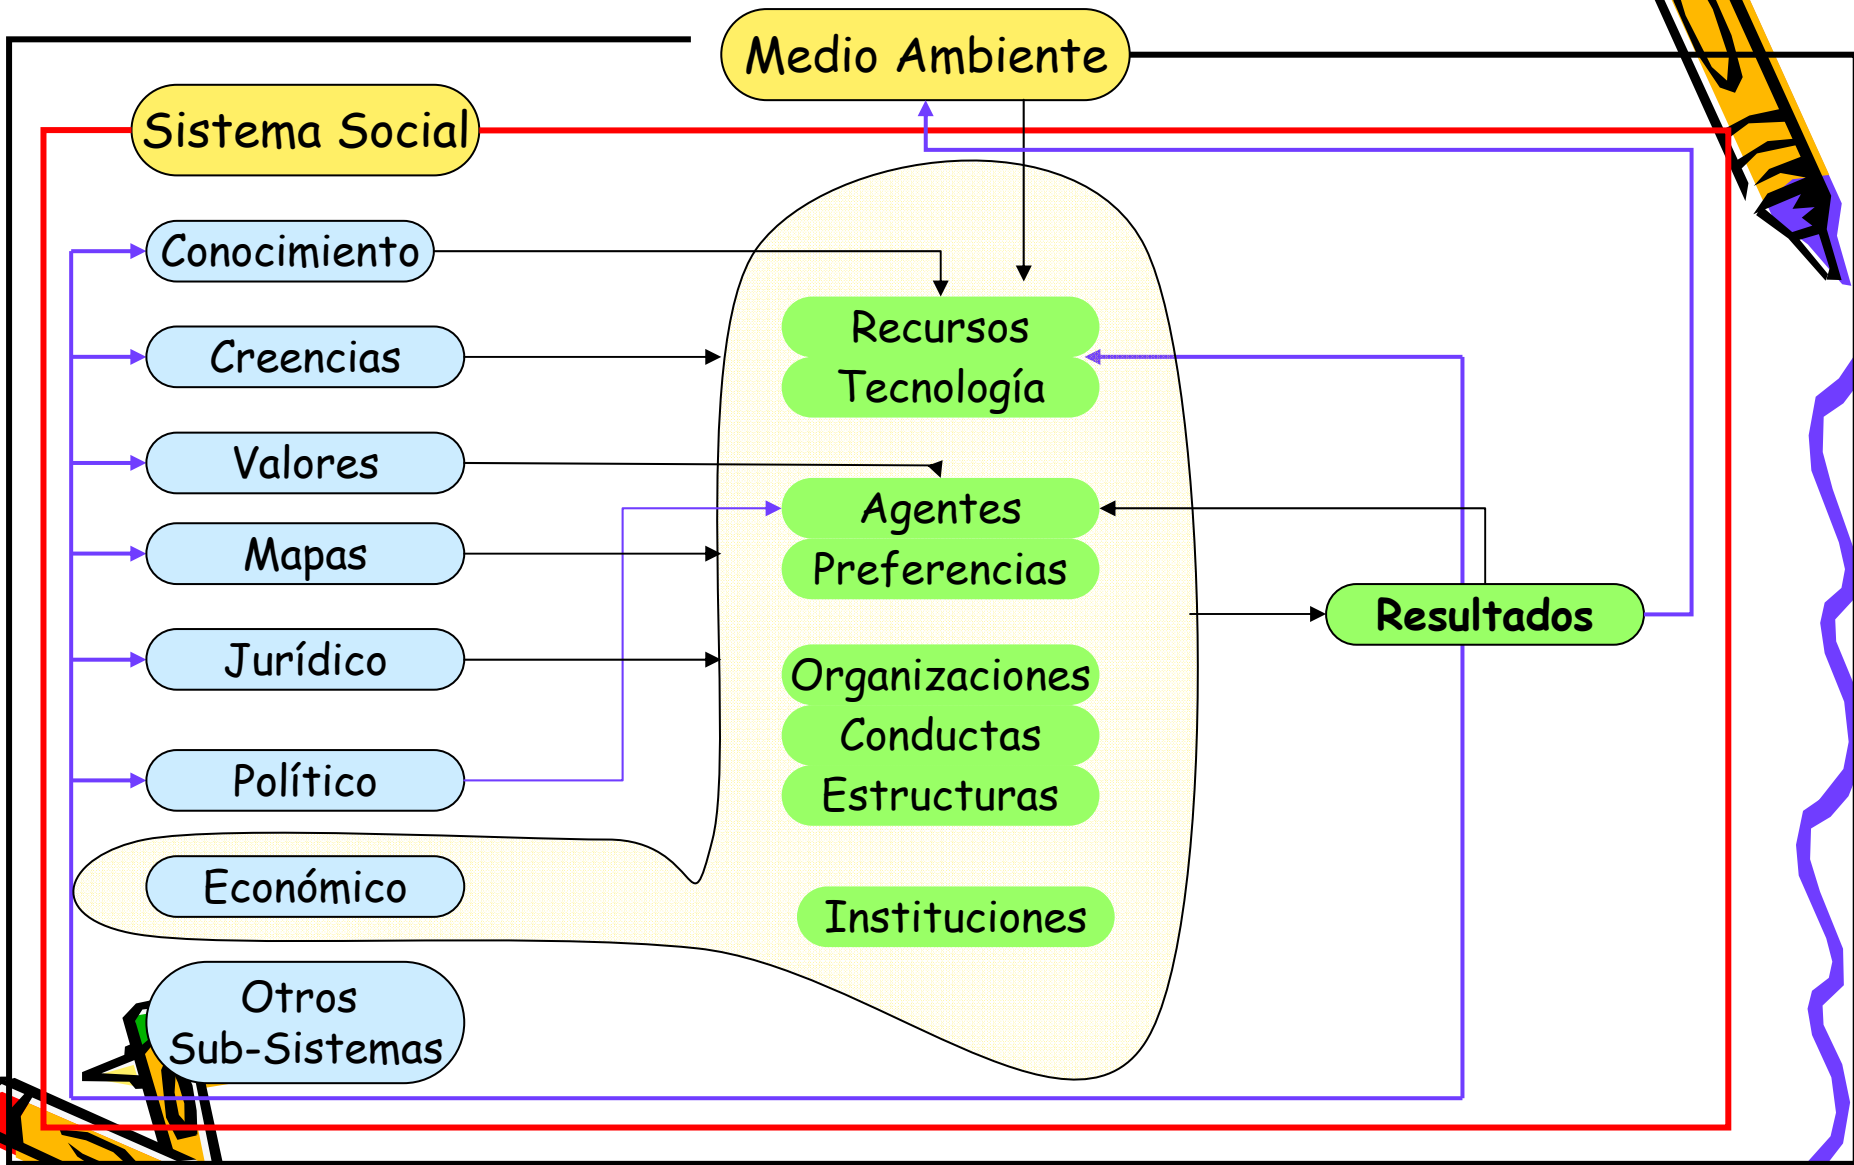 Medio Ambiente
Sistema Social
Conocimiento
Creencias
Valores
Mapas
Jurídico
Político
Económico
Otros
Sub-Sistemas
Recursos
Tecnología
Agentes
Preferencias
Organizaciones
Conductas
Estructuras
Instituciones
Resultados